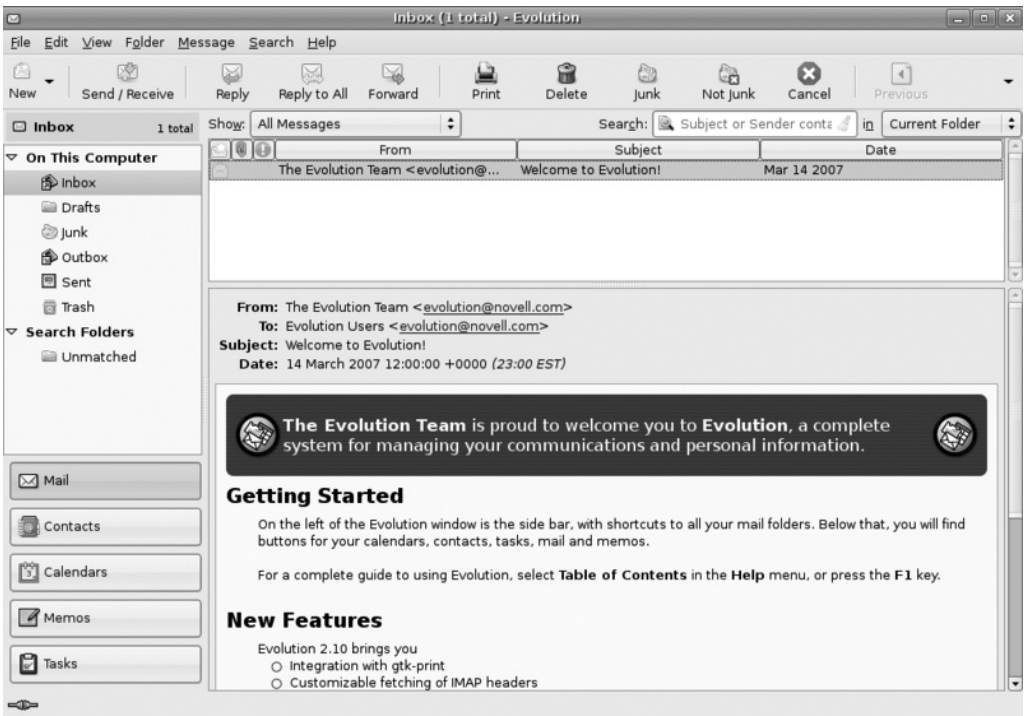 Inbox (1 total) - Evolution
File Edit View Folder Message Search Help
New Send / Receive Reply Reply to All Forward Print Delete Junk Not Junk Cancel Previous
Inbox 1 total
Show: All Messages Search: Subject or Sender conta in Current Folder
From Subject Date
The Evolution Team <evolution@... Welcome to Evolution! Mar 14 2007
On This Computer
Inbox
Drafts
Junk
Outbox
Sent
Trash
Search Folders
Unmatched
Mail
Contacts
Calendars
Memos
Tasks
From: The Evolution Team <evolution@novell.com>
To: Evolution Users <evolution@novell.com>
Subject: Welcome to Evolution!
Date: 14 March 2007 12:00:00 +0000 (23:00 EST)
The Evolution Team is proud to welcome you to Evolution, a complete
system for managing your communications and personal information.
Getting Started
On the left of the Evolution window is the side bar, with shortcuts to all your mail folders. Below that, you will find
buttons for your calendars, contacts, tasks, mail and memos.
For a complete guide to using Evolution, select Table of Contents in the Help menu, or press the F1 key.
New Features
Evolution 2.10 brings you
Integration with gtk-print
Customizable fetching of IMAP headers